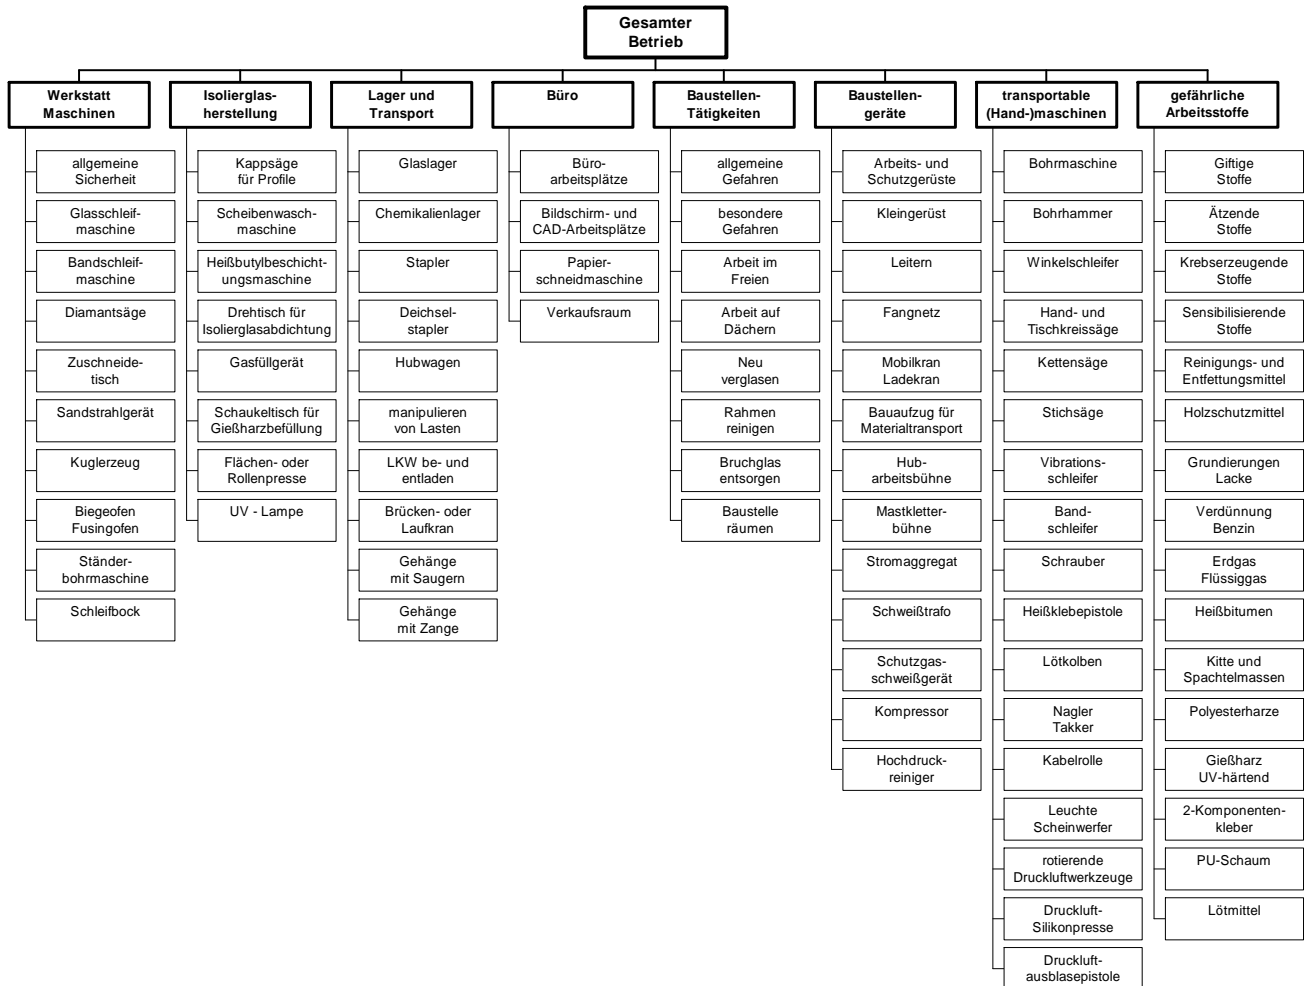 Gesamter
Betrieb
Werkstatt
Maschinen
allgemeine
Sicherheit
Glasschleif-
maschine
Bandschleif-
maschine
Diamantsäge
Zuschneide-
tisch
Sandstrahlgerät
Kuglerzeug
Biegeofen
Fusingofen
Ständer-
bohrmaschine
Schleifbock
Isolierglas-
herstellung
Kappsäge
für Profile
Scheibenwasch-
maschine
Heißbutylbeschicht-
ungsmaschine
Drehtisch für
Isolierglasabdichtung
Gasfüllgerät
Schaukeltisch für
Gießharzbefüllung
Flächen- oder
Rollenpresse
UV - Lampe
Lager und
Transport
Glaslager
Chemikalienlager
Stapler
Deichsel-
stapler
Hubwagen
manipulieren
von Lasten
LKW be- und
entladen
Brücken- oder
Laufkran
Gehänge
mit Saugern
Gehänge
mit Zange
Büro
Büro-
arbeitsplätze
Bildschirm- und
CAD-Arbeitsplätze
Papier-
schneidmaschine
Verkaufsraum
Baustellen-
Tätigkeiten
allgemeine
Gefahren
besondere
Gefahren
Arbeit im
Freien
Arbeit auf
Dächern
Neu
verglasen
Rahmen
reinigen
Bruchglas
entsorgen
Baustelle
räumen
Baustellen-
geräte
Arbeits- und
Schutzgerüste
Kleingerüst
Leitern
Fangnetz
Mobilkran
Ladekran
Bauaufzug für
Materialtransport
Hub-
arbeitsbühne
Mastkletter-
bühne
Stromaggregat
Schweißtrafo
Schutzgas-
schweißgerät
Kompressor
Hochdruck-
reiniger
transportable
(Hand-)maschinen
Bohrmaschine
Bohrhammer
Winkelschleifer
Hand- und
Tischkreissäge
Kettensäge
Stichsäge
Vibrations-
schleifer
Band-
schleifer
Schrauber
Heißklebepistole
Lötkolben
Nagler
Takker
Kabelrolle
Leuchte
Scheinwerfer
rotierende
Druckluftwerkzeuge
Druckluft-
Silikonpresse
Druckluft-
ausblasepistole
gefährliche
Arbeitsstoffe
Giftige
Stoffe
Ätzende
Stoffe
Krebserzeugende
Stoffe
Sensibilisierende
Stoffe
Reinigungs- und
Entfettungsmittel
Holzschutzmittel
Grundierungen
Lacke
Verdünnung
Benzin
Erdgas
Flüssiggas
Heißbitumen
Kitte und
Spachtelmassen
Polyesterharze
Gießharz
UV-härtend
2-Komponenten-
kleber
PU-Schaum
Lötmittel